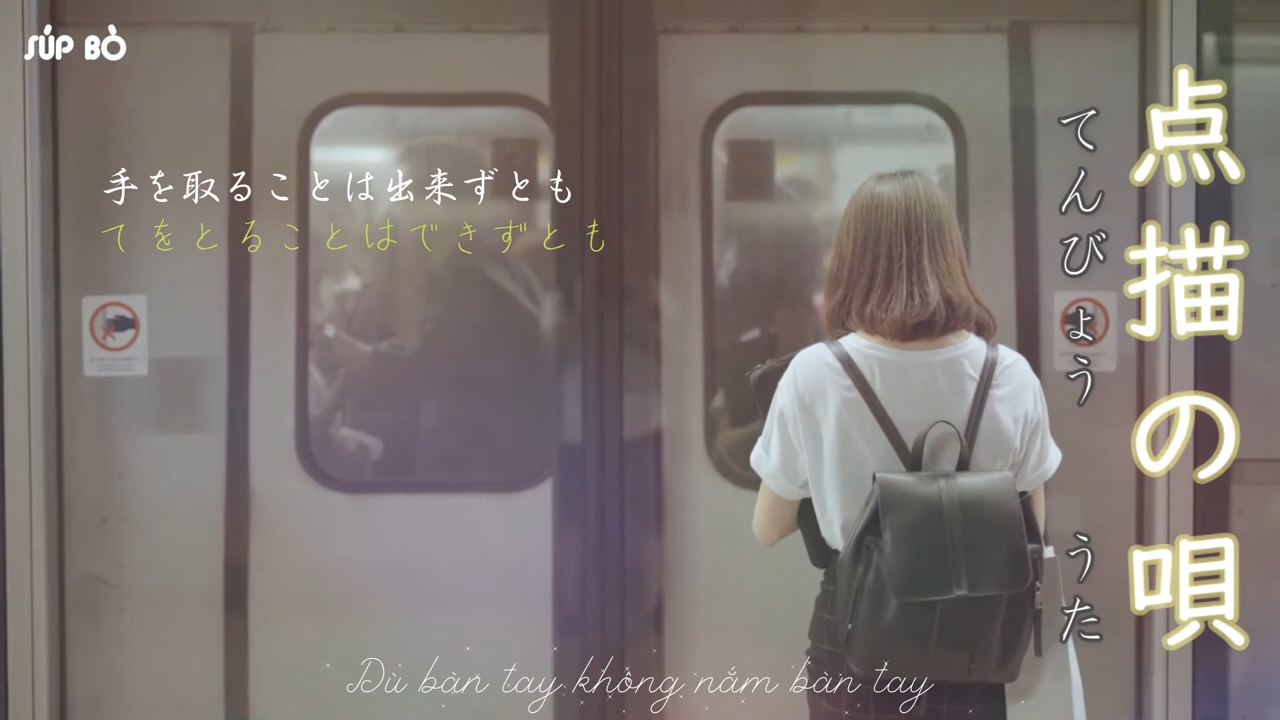 SÚP BÒ
点描の唄
てんびょう うた
手を取ることは出来ずとも
てをとることはできずとも
Dù bàn tay không nắm bàn tay